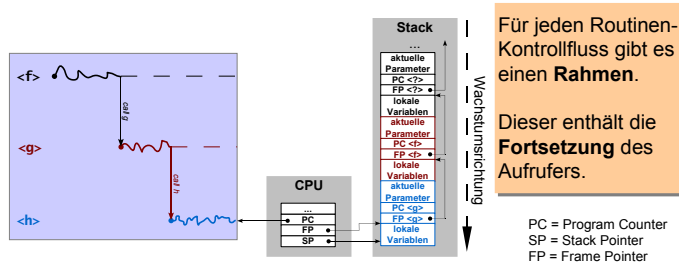 <f>
call g
<g>
call h
<h>
CPU
...
PC
FP
SP
Stack
...
aktuelle
Parameter
PC <?>
FP <?>
lokale
Variablen
aktuelle
Parameter
PC <f>
FP <f>
lokale
Variablen
aktuelle
Parameter
PC <g>
FP <g>
lokale
Variablen
Wachstumsrichtung
Für jeden Routinen-
Kontrollfluss gibt es
einen Rahmen.
Dieser enthält die
Fortsetzung des
Aufrufers.
PC = Program Counter
SP = Stack Pointer
FP = Frame Pointer